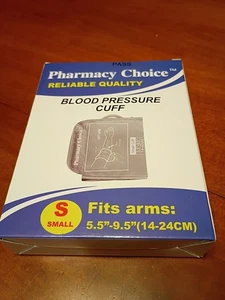 PASS
Pharmacy Choice™
RELIABLE QUALITY
BLOOD PRESSURE
CUFF
S
SMALL
Fits arms:
5.5"-9.5"(14-24CM)